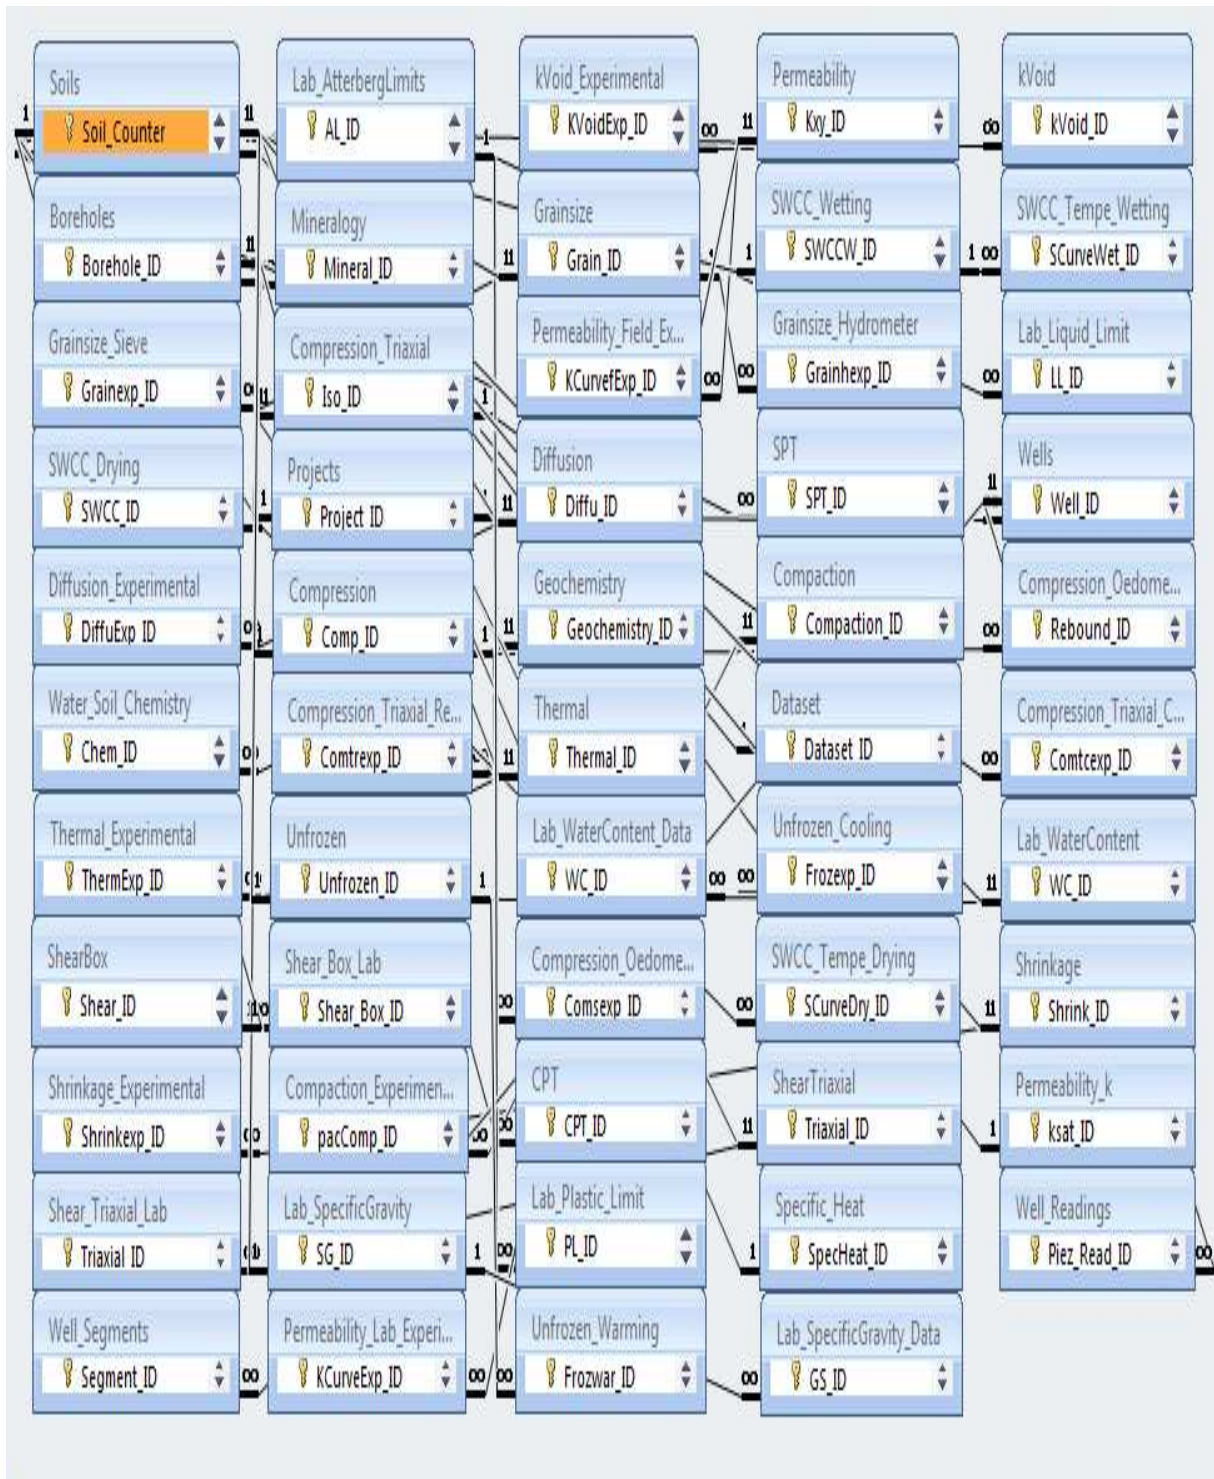 Soils
Soil_Counter
Boreholes
Borehole_ID
Grainsize_Sieve
Grainexp_ID
SWCC_Drying
SWCC_ID
Diffusion_Experimental
DiffuExp_ID
Water_Soil_Chemistry
Chem_ID
Thermal_Experimental
ThermExp_ID
ShearBox
Shear_ID
Shrinkage_Experimental
Shrinkexp_ID
Shear_Triaxial_Lab
Triaxial_ID
Well_Segments
Segment_ID
Lab_AtterbergLimits
AL_ID
Mineralogy
Mineral_ID
Compression_Triaxial
Iso_ID
Projects
Project_ID
Compression
Comp_ID
Compression_Triaxial_Re...
Comtrexp_ID
Unfrozen
Unfrozen_ID
Shear_Box_Lab
Shear_Box_ID
Compaction_Experimen...
pacComp_ID
Lab_SpecificGravity
SG_ID
Permeability_Lab_Experi...
KCurveExp_ID
kVoid_Experimental
KVoidExp_ID
Grainsize
Grain_ID
Permeability_Field_Ex...
KCurvefExp_ID
Diffusion
Diffu_ID
Geochemistry
Geochemistry_ID
Thermal
Thermal_ID
Lab_WaterContent_Data
WC_ID
Compression_Oedome...
Comsexp_ID
CPT
CPT_ID
Lab_Plastic_Limit
PL_ID
Unfrozen_Warming
Frozwar_ID
Permeability
Kxy_ID
SWCC_Wetting
SWCCW_ID
Grainsize_Hydrometer
Grainhexp_ID
SPT
SPT_ID
Compaction
Compaction_ID
Dataset
Dataset_ID
Unfrozen_Cooling
Frozexp_ID
SWCC_Tempe_Drying
SCurveDry_ID
ShearTriaxial
Triaxial_ID
Specific_Heat
SpecHeat_ID
Lab_SpecificGravity_Data
GS_ID
kVoid
kVoid_ID
SWCC_Tempe_Wetting
SCurveWet_ID
Lab_Liquid_Limit
LL_ID
Wells
Well_ID
Compression_Oedome...
Rebound_ID
Compression_Triaxial_C...
Comtcexp_ID
Lab_WaterContent
WC_ID
Shrinkage
Shrink_ID
Permeability_k
ksat_ID
Well_Readings
Piez_Read_ID